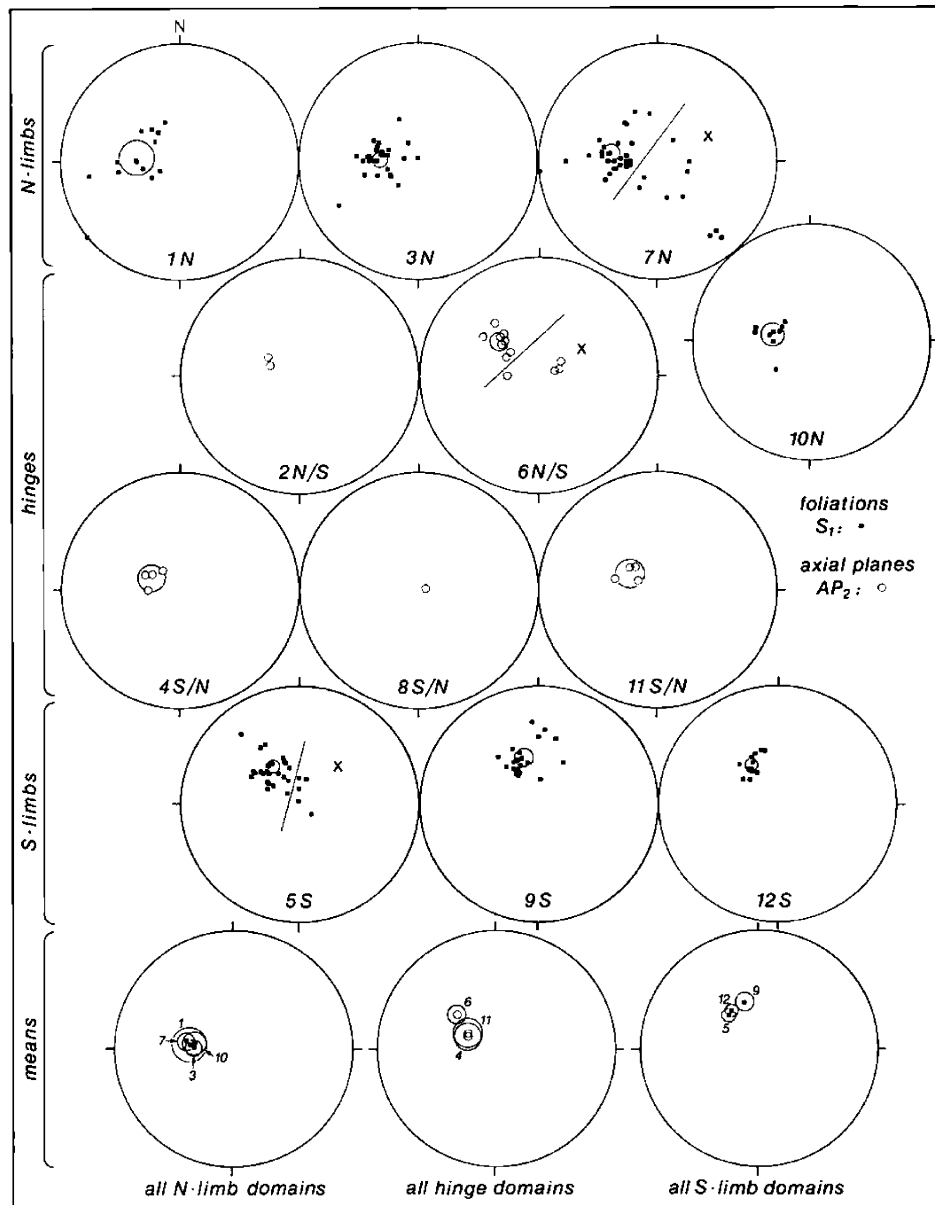 N
N-limbs
1N
3N
7N
x
hinges
2N/S
6N/S
x
10N
foliations
S₁: ▪
axial planes
AP₂: ○
4S/N
8S/N
11S/N
S-limbs
5S
x
9S
12S
means
1
7
10
3
6
11
4
12
9
5
all N-limb domains
all hinge domains
all S-limb domains